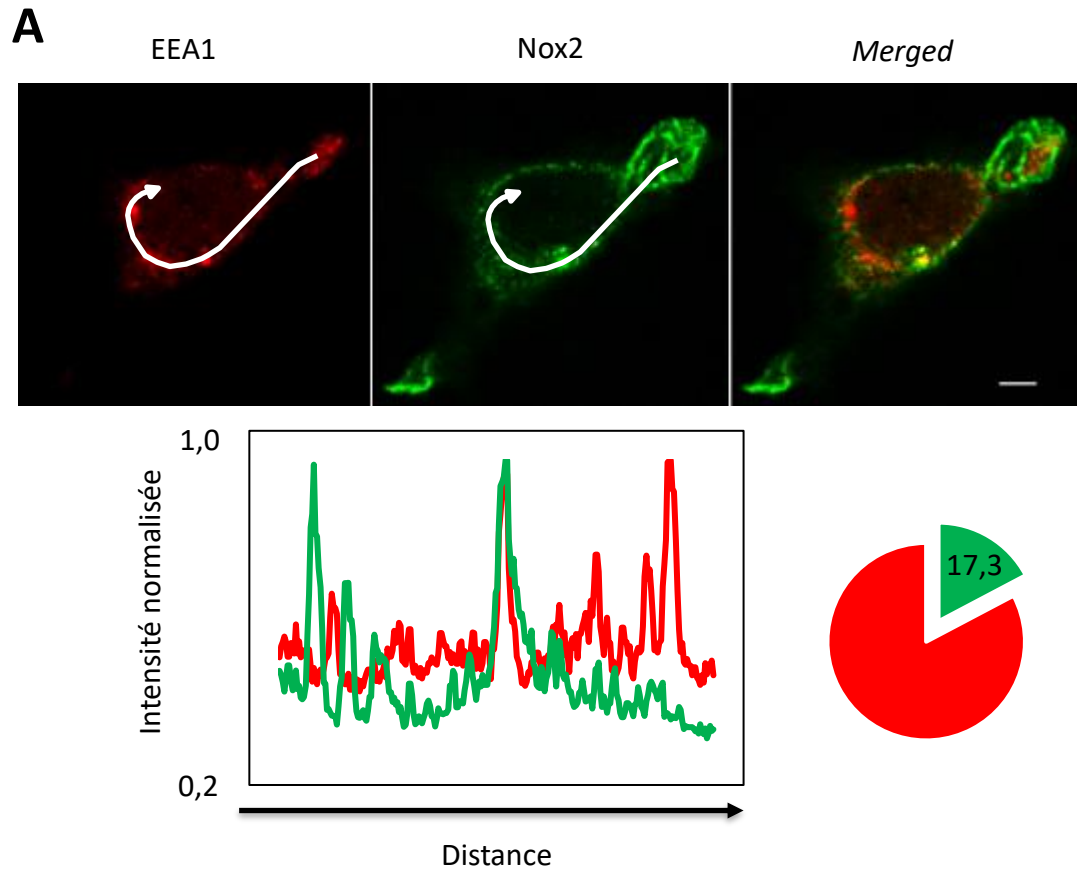 A
EEA1
Nox2
Merged
1,0
Intensité normalisée
0,2
Distance
17,3